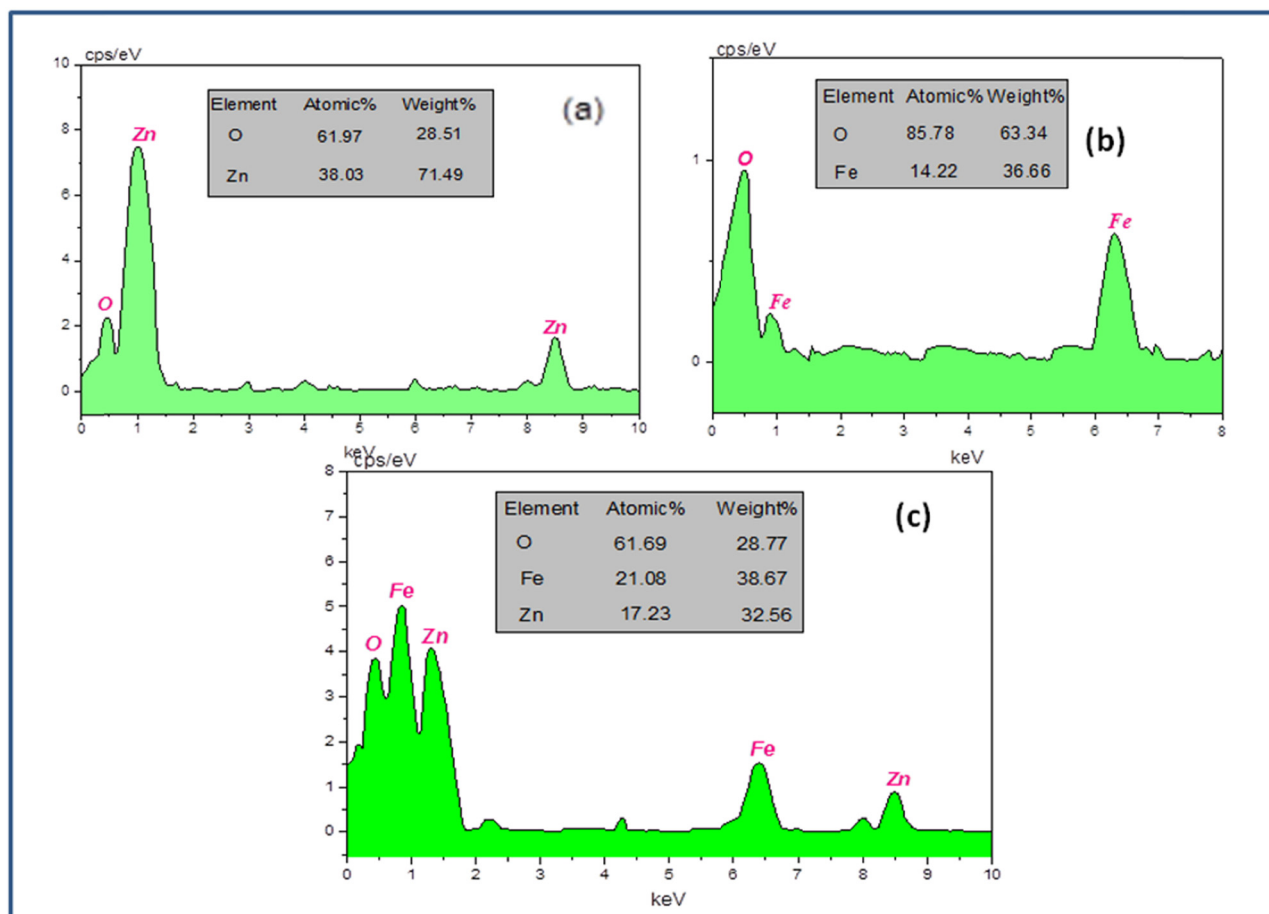 cps/eV
10
8
6
4
2
0
Element Atomic% Weight%
O 61.97 28.51
Zn 38.03 71.49
(a)
Zn
O
Zn
0 1 2 3 4 5 6 7 8 9 10
keV
cps/eV
1
0
Element Atomic% Weight%
O 85.78 63.34
Fe 14.22 36.66
(b)
O
Fe
Fe
0 1 2 3 4 5 6 7 8
keV
cps/eV
8
7
6
5
4
3
2
1
0
Element Atomic% Weight%
O 61.69 28.77
Fe 21.08 38.67
Zn 17.23 32.56
(c)
O
Fe
Zn
Fe
Zn
0 1 2 3 4 5 6 7 8 9 10
keV